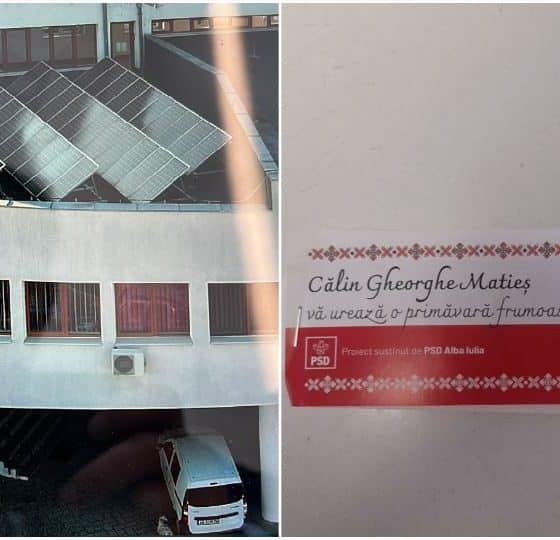 Călin Gheorghe Matieș
vă urează o primăvară frumoas
PSD
Proiect susținut de PSD Alba Iulia